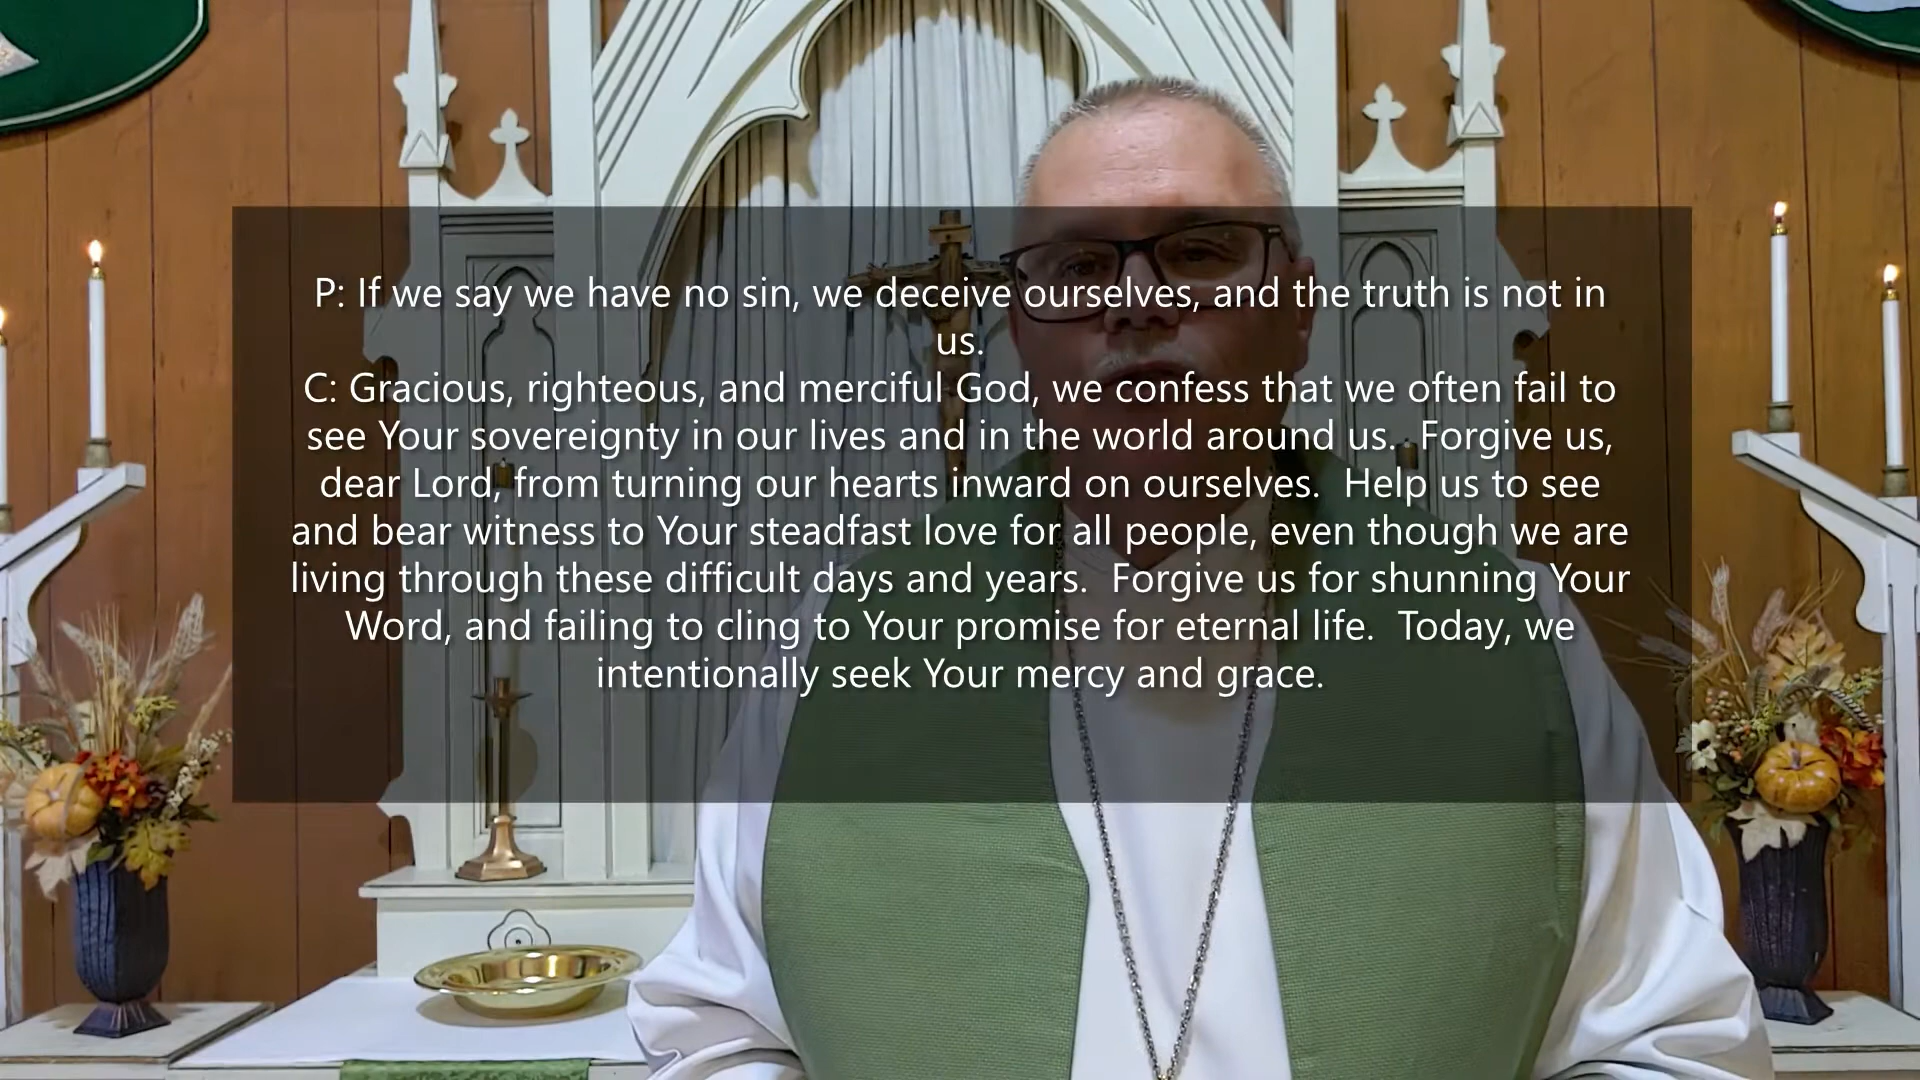 P: If we say we have no sin, we deceive ourselves, and the truth is not in
us.
C: Gracious, righteous, and merciful God, we confess that we often fail to
see Your sovereignty in our lives and in the world around us.  Forgive us,
dear Lord, from turning our hearts inward on ourselves.  Help us to see
and bear witness to Your steadfast love for all people, even though we are
living through these difficult days and years.  Forgive us for shunning Your
Word, and failing to cling to Your promise for eternal life.  Today, we
intentionally seek Your mercy and grace.